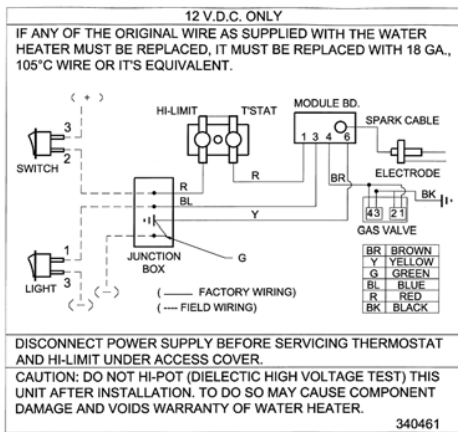 12 V.D.C. ONLY
IF ANY OF THE ORIGINAL WIRE AS SUPPLIED WITH THE WATER
HEATER MUST BE REPLACED, IT MUST BE REPLACED WITH 18 GA.,
105°C WIRE OR IT'S EQUIVALENT.
( + )
HI-LIMIT T'STAT
MODULE BD.
SPARK CABLE
3
2
SWITCH
1 3 4 6
ELECTRODE
R
R
BR
BK
BL
Y
4 3 2 1
GAS VALVE
1
3
LIGHT
JUNCTION
BOX
G
(—)
(—)
( —— FACTORY WIRING)
( ---- FIELD WIRING)
BR BROWN
Y YELLOW
G GREEN
BL BLUE
R RED
BK BLACK
DISCONNECT POWER SUPPLY BEFORE SERVICING THERMOSTAT
AND HI-LIMIT UNDER ACCESS COVER.
CAUTION: DO NOT HI-POT (DIELECTIC HIGH VOLTAGE TEST) THIS
UNIT AFTER INSTALLATION. TO DO SO MAY CAUSE COMPONENT
DAMAGE AND VOIDS WARRANTY OF WATER HEATER.
340461